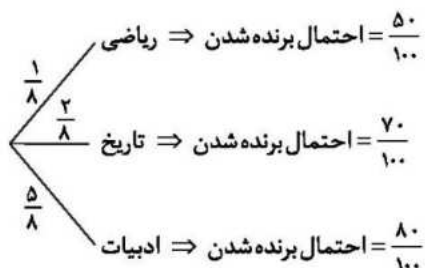 ۱/۸ ریاضی ⇒ احتمال برنده شدن = ۵۰/۱۰۰
۲/۸ تاریخ ⇒ احتمال برنده شدن = ۷۰/۱۰۰
۵/۸ ادبیات ⇒ احتمال برنده شدن = ۸۰/۱۰۰